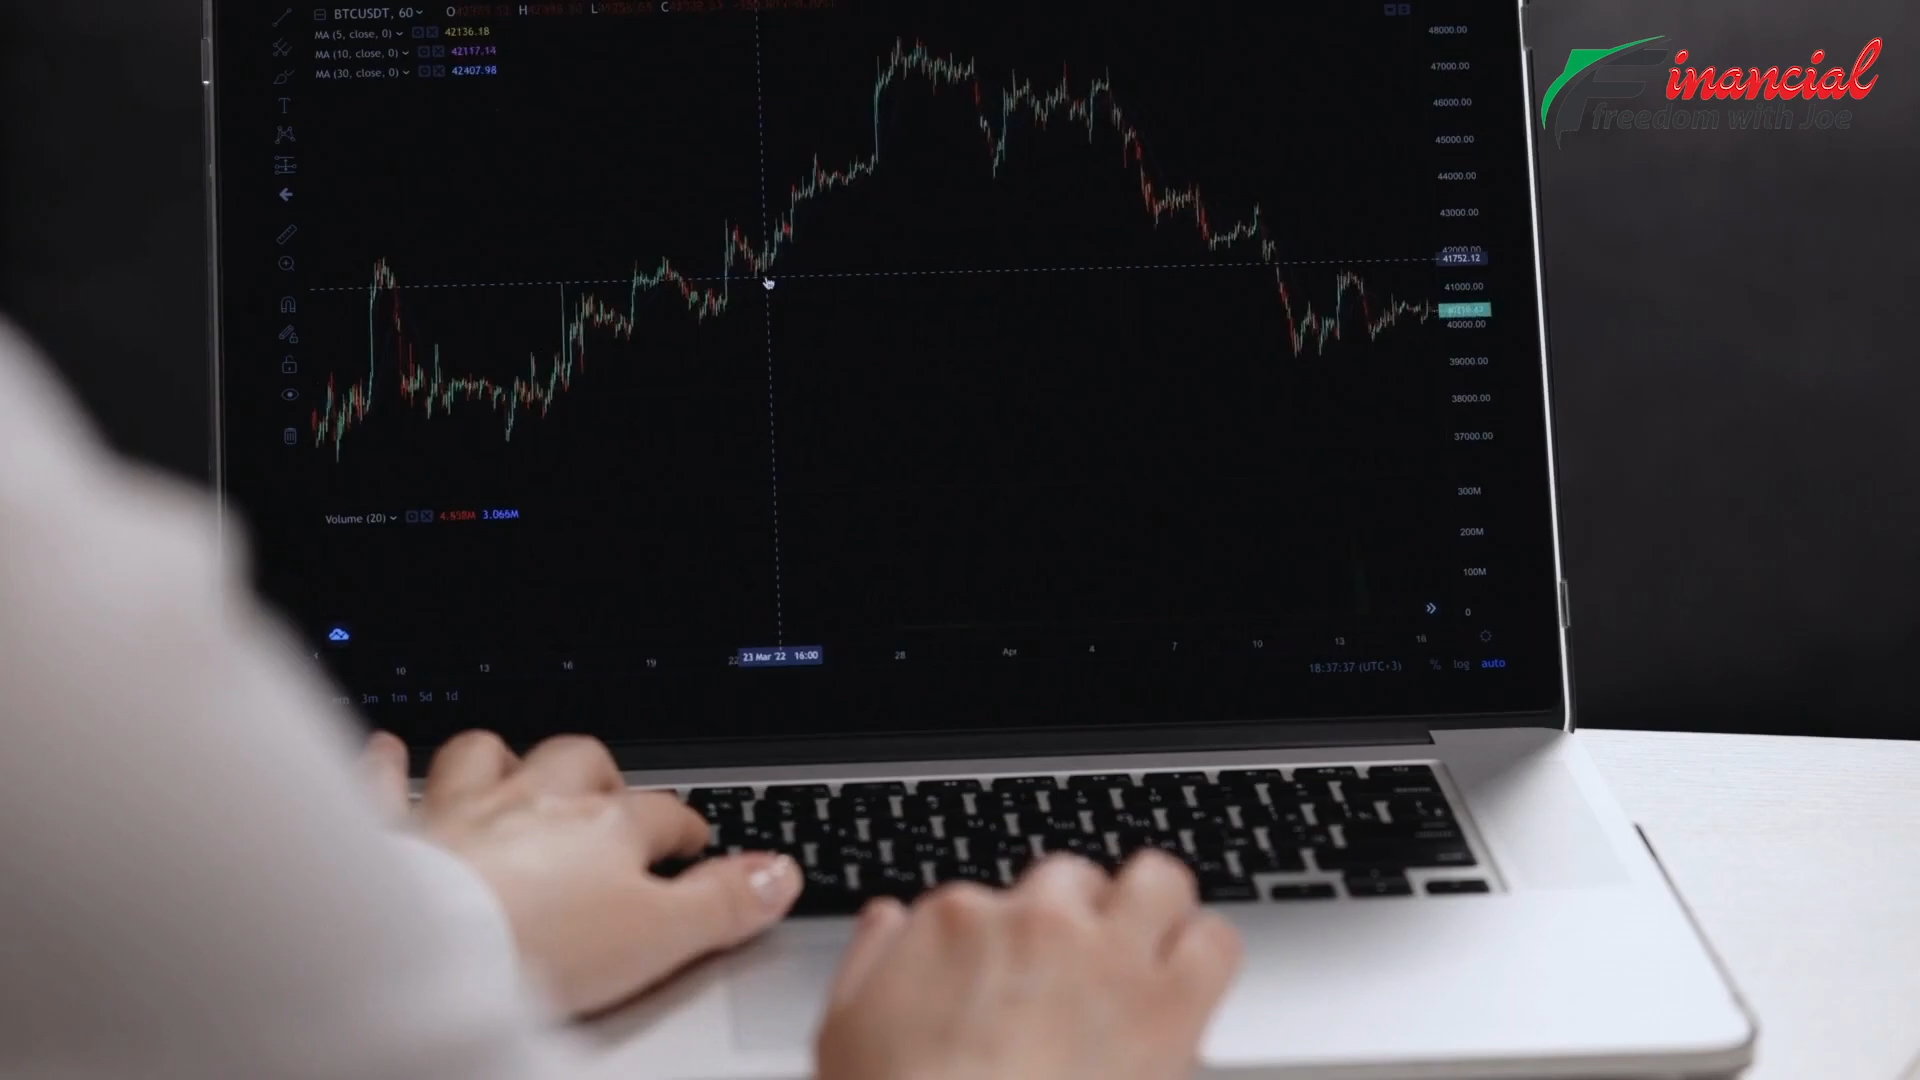 BTCUSDT, 60
O H L C
MA (5, close, 0) 42136.18
MA (10, close, 0) 42117.14
MA (30, close, 0) 42407.98
48000.00
47000.00
46000.00
45000.00
44000.00
43000.00
42000.00
41752.12
41000.00
40000.00
39000.00
38000.00
37000.00
Volume (20) 3.066M
300M
200M
100M
0
10 13 16 19 22 23 Mar '22 16:00 28 Apr 4 7 10 13 18
18:37:37 (UTC+3) % log auto
3m 1m 5d 1d
Financial
freedom with Joe